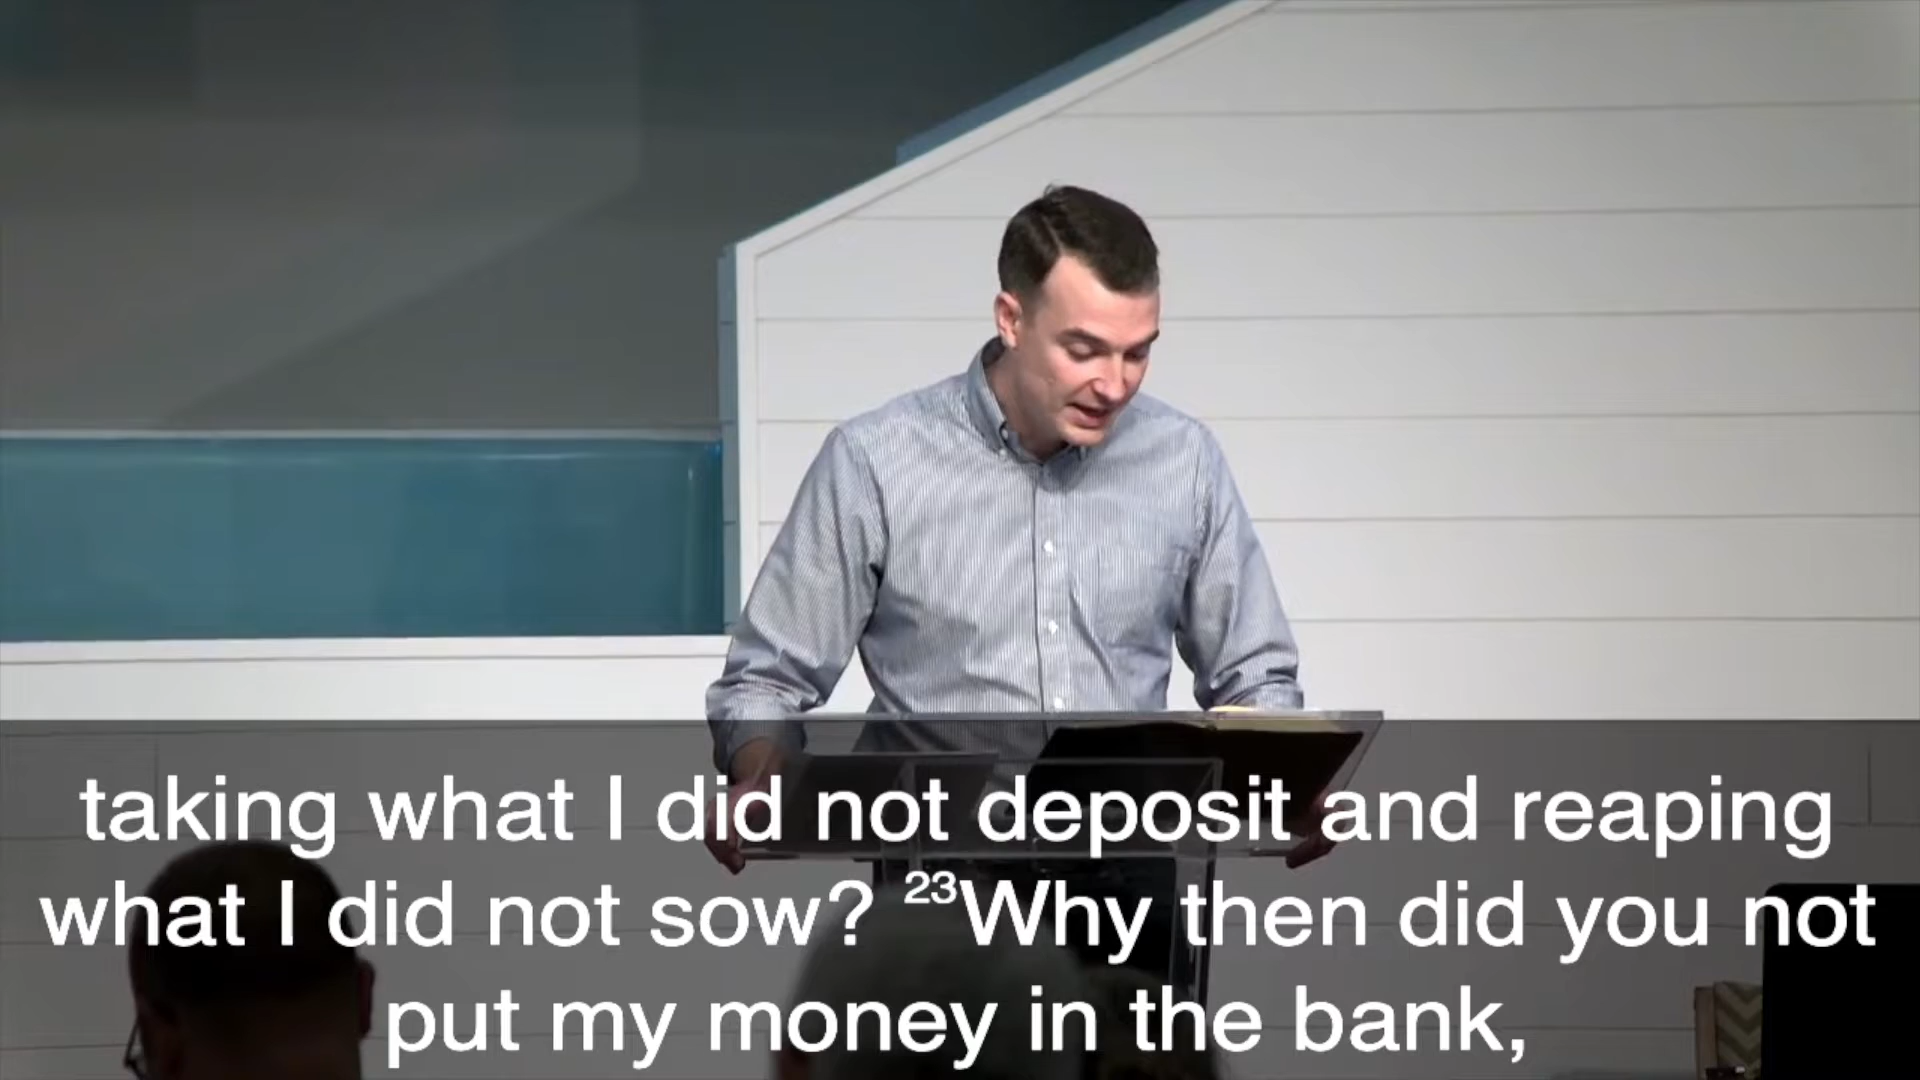 taking what I did not deposit and reaping
what I did not sow? ²³Why then did you not
put my money in the bank,